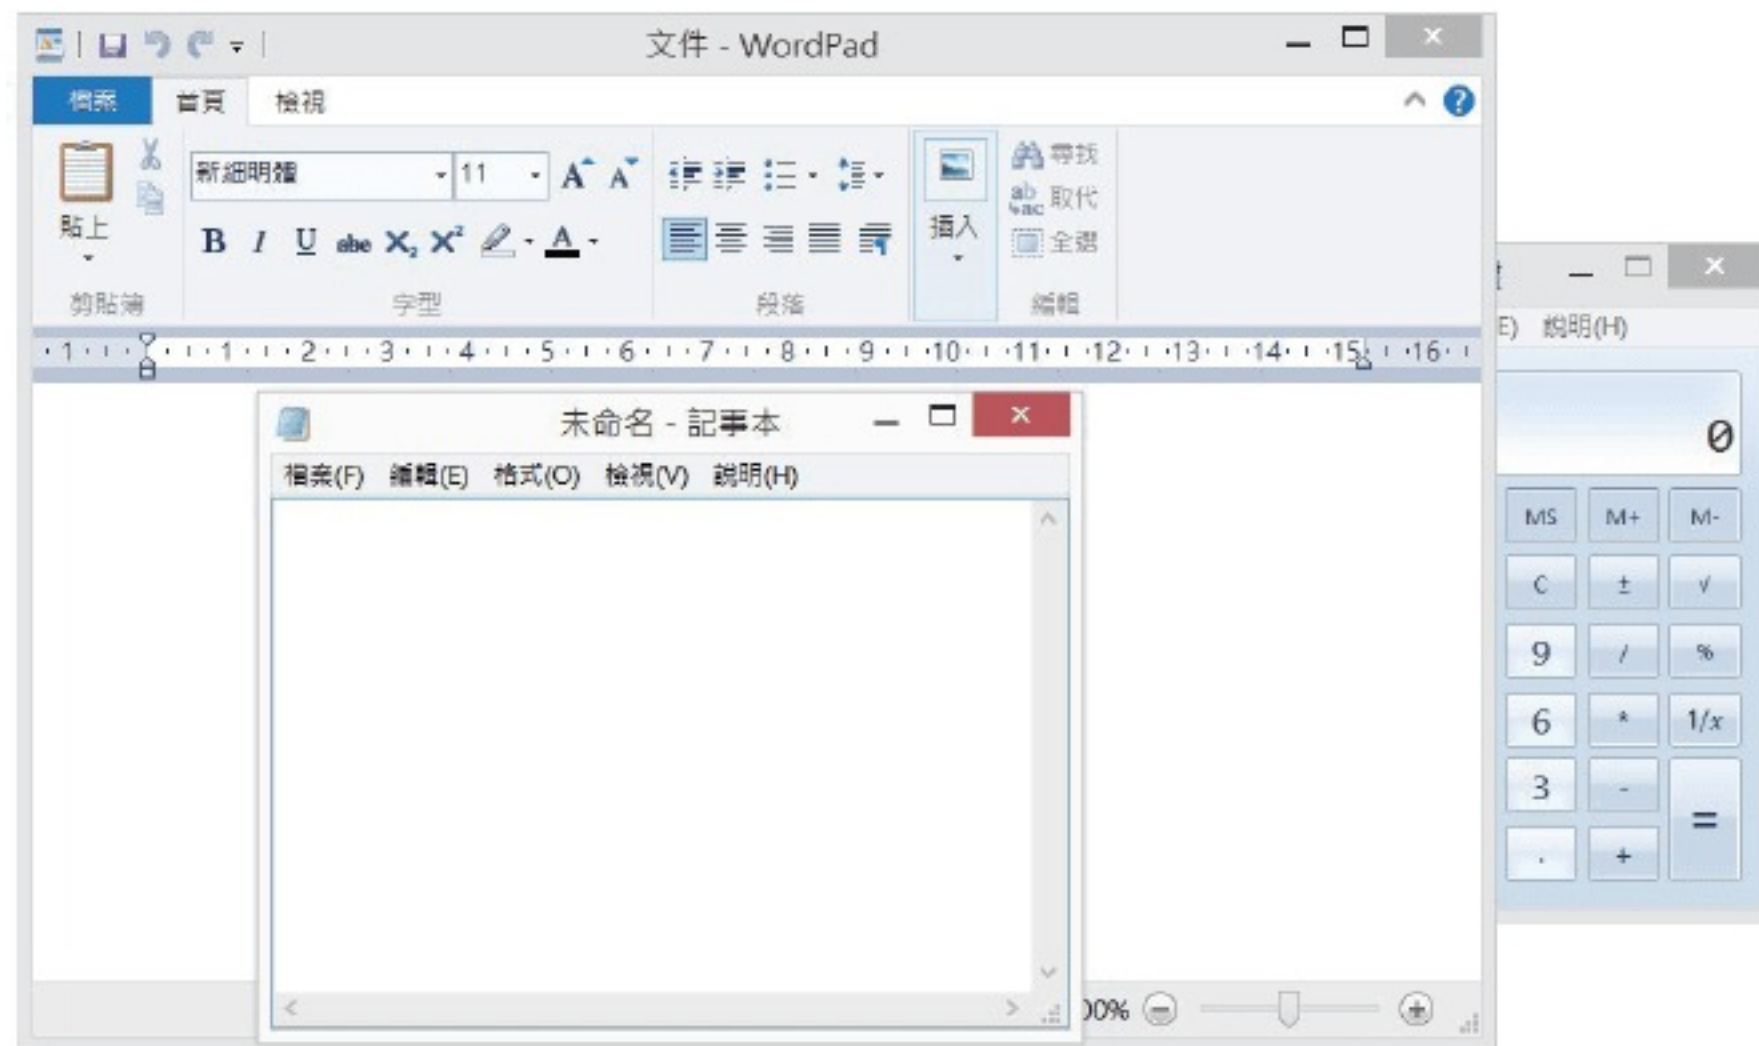 文件 - WordPad
檔案 首頁 檢視
新細明體 11
貼上
B I U abc X₂ X² A
插入
尋找
取代
全選
剪貼簿 字型 段落 編輯
1 1 2 3 4 5 6 7 8 9 10 11 12 13 14 15 16
未命名 - 記事本
檔案(F) 編輯(E) 格式(O) 檢視(V) 說明(H)
00%
E) 說明(H)
0
MS M+ M-
C ± √
9 / %
6 * 1/x
3 - =
. +